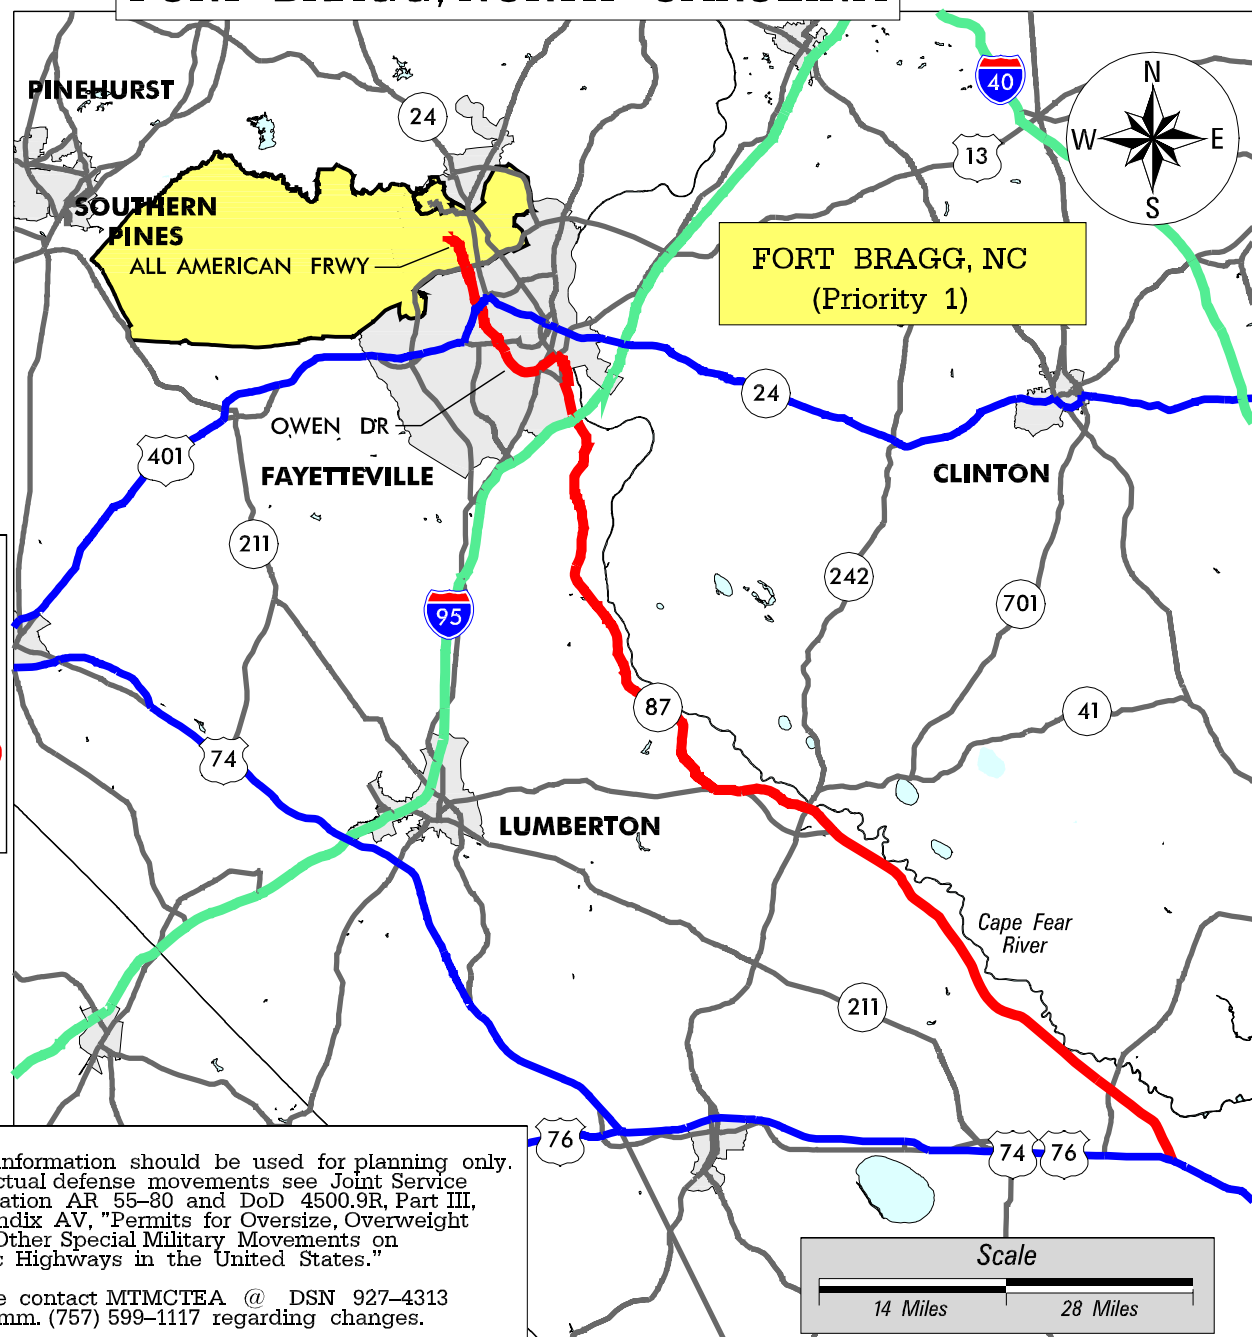 FORT BRAGG, NORTH CAROLINA
PINEHURST
24
40
13
N
W E
S
SOUTHERN
PINES
ALL AMERICAN FRWY
FORT BRAGG, NC
(Priority 1)
24
OWEN DR
401
FAYETTEVILLE
CLINTON
211
242
701
95
87
41
74
LUMBERTON
Cape Fear
River
211
76
74
76
information should be used for planning only.
ctual defense movements see Joint Service
ation AR 55–80 and DoD 4500.9R, Part III,
ndix AV, "Permits for Oversize, Overweight
Other Special Military Movements on
c Highways in the United States."
e contact MTMCTEA @ DSN 927–4313
mm. (757) 599–1117 regarding changes.
Scale
14 Miles
28 Miles